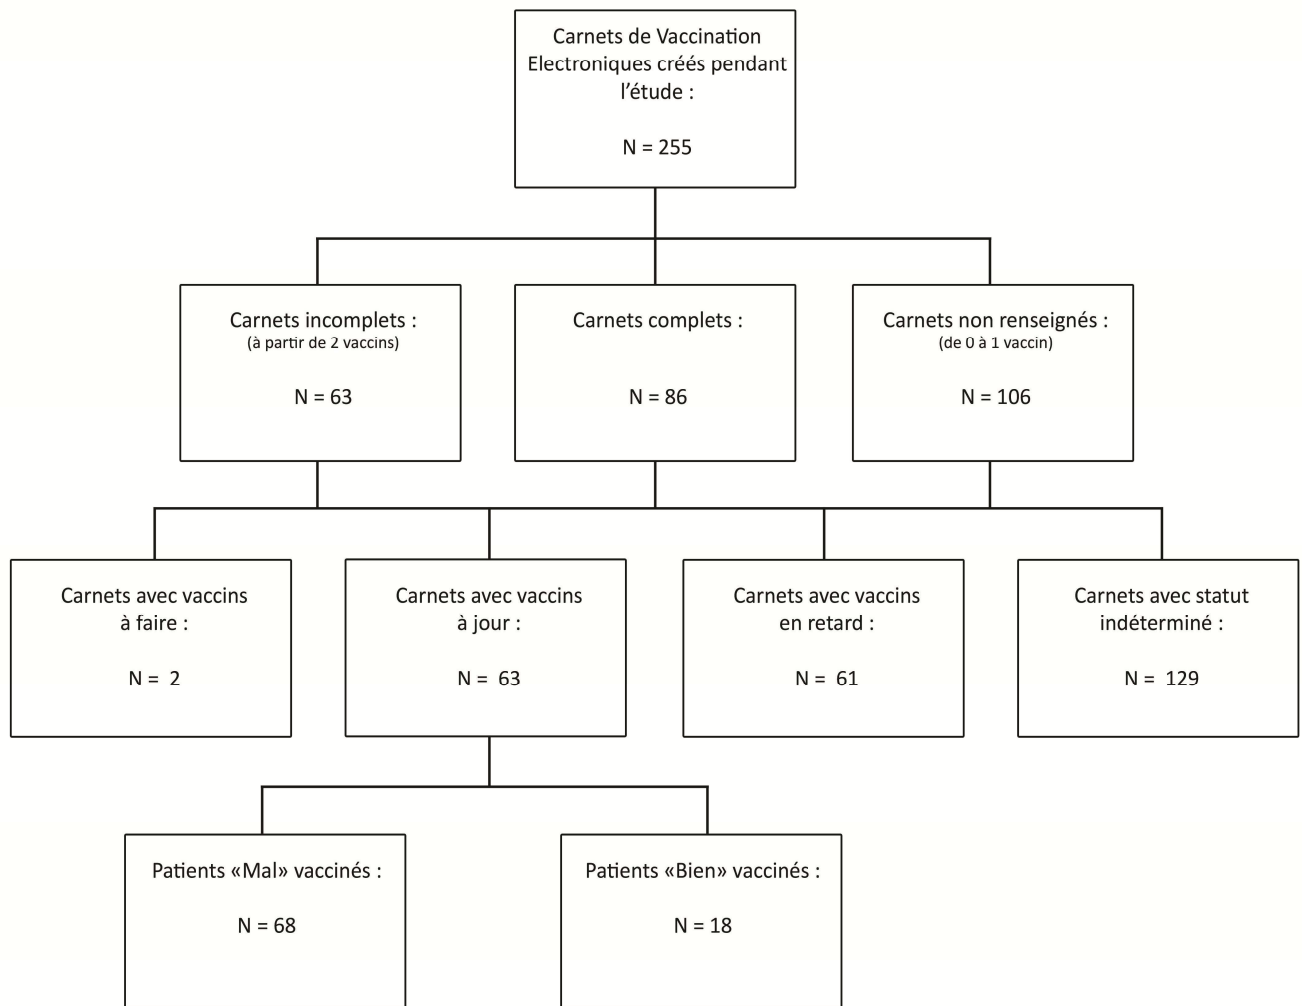 Carnets de Vaccination
Electroniques créés pendant
l’étude :
N = 255
Carnets incomplets :
(à partir de 2 vaccins)
N = 63
Carnets complets :
N = 86
Carnets non renseignés :
(de 0 à 1 vaccin)
N = 106
Carnets avec vaccins
à faire :
N = 2
Carnets avec vaccins
à jour :
N = 63
Carnets avec vaccins
en retard :
N = 61
Carnets avec statut
indéterminé :
N = 129
Patients «Mal» vaccinés :
N = 68
Patients «Bien» vaccinés :
N = 18